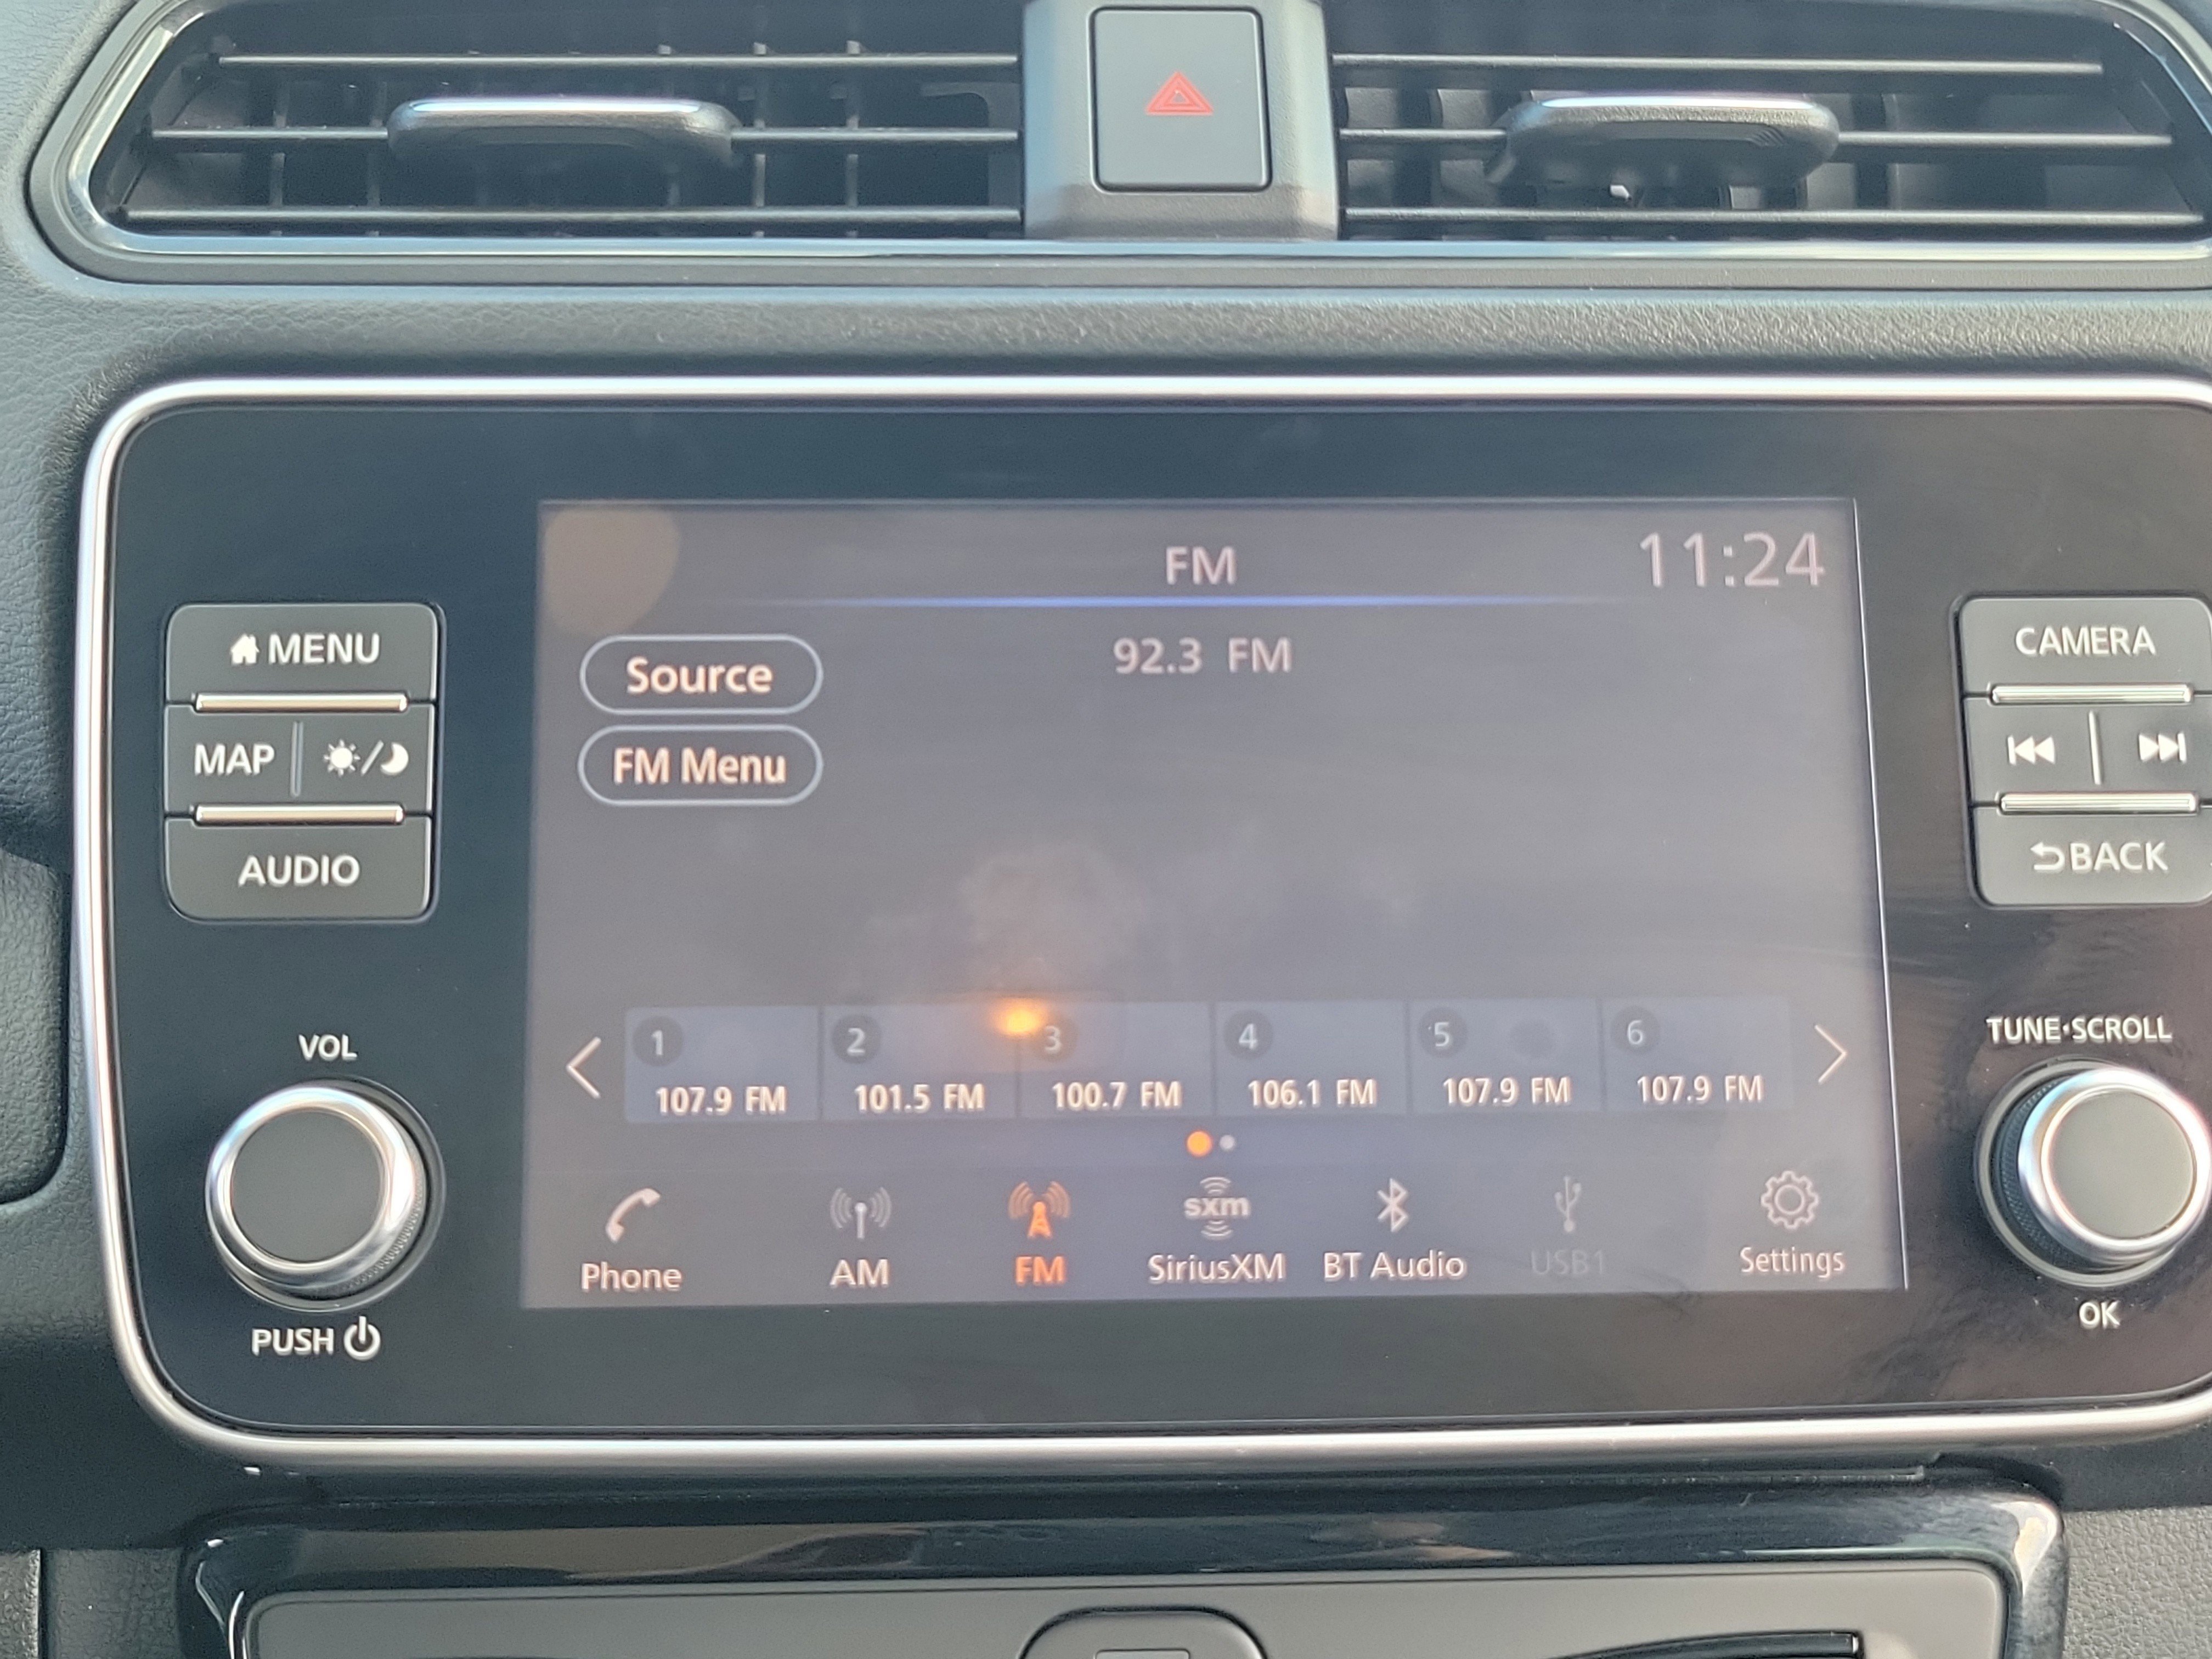 FM
11:24
MENU
CAMERA
Source
92.3 FM
MAP
FM Menu
AUDIO
BACK
VOL
TUNE·SCROLL
1
2
3
4
5
6
107.9 FM
101.5 FM
100.7 FM
106.1 FM
107.9 FM
107.9 FM
sxm
Phone
AM
FM
SiriusXM
BT Audio
USB1
Settings
PUSH
OK